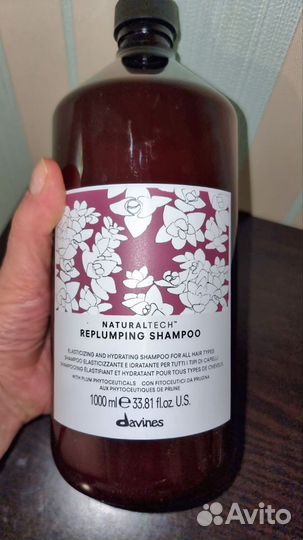 NATURALTECH™
REPLUMPING SHAMPOO
ELASTICIZING AND HYDRATING SHAMPOO FOR ALL HAIR TYPES
SHAMPOO ELASTICIZZANTE E IDRATANTE PER TUTTI I TIPI DI CAPELLI
SHAMPOOING ÉLASTIFIANT ET HYDRATANT POUR TOUS TYPES DE CHEVEUX
WITH PLUM PHYTOCEUTICALS CON FITOCEUTICI DA PRUGNA
AUX PHYTOCEUTIQUES DE PRUNE
1000 ml ℮ 33.81 fl.oz. U.S.
davines
Avito